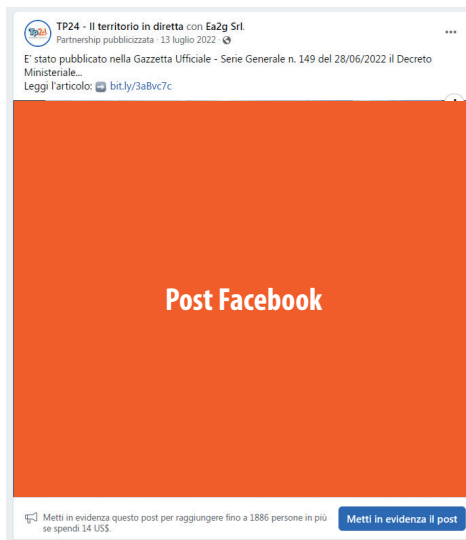 TP24 - Il territorio in diretta con Ea2g Srl.
Tp24
Partnership pubblicizzata · 13 luglio 2022 ·
E' stato pubblicato nella Gazzetta Ufficiale - Serie Generale n. 149 del 28/06/2022 il Decreto
Ministeriale...
Leggi l'articolo: ➡ bit.ly/3aBvc7c
Post Facebook
Metti in evidenza questo post per raggiungere fino a 1886 persone in più
se spendi 14 US$.
Metti in evidenza il post